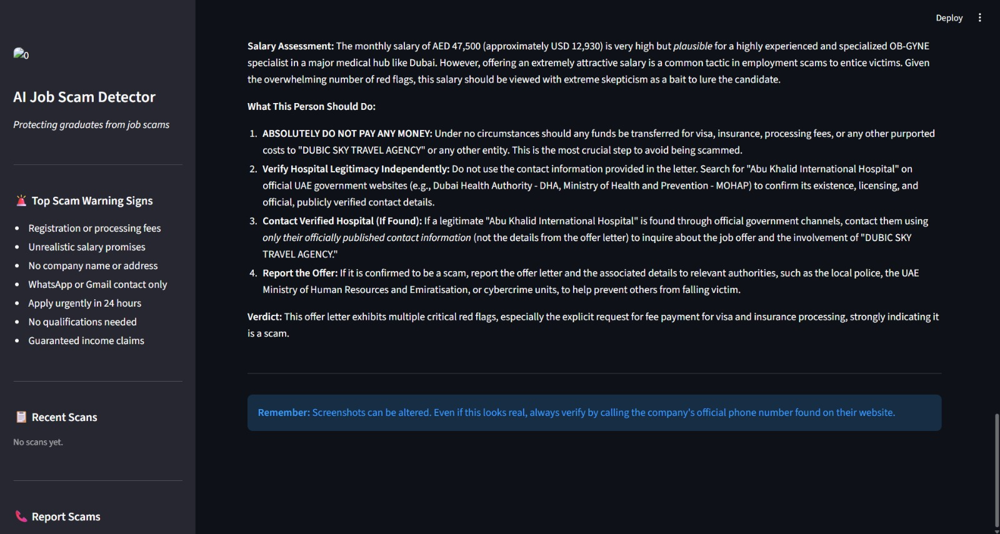 Deploy
0
AI Job Scam Detector
Protecting graduates from job scams
Top Scam Warning Signs
Registration or processing fees
Unrealistic salary promises
No company name or address
WhatsApp or Gmail contact only
Apply urgently in 24 hours
No qualifications needed
Guaranteed income claims
Recent Scans
No scans yet.
Report Scams
Salary Assessment: The monthly salary of AED 47,500 (approximately USD 12,930) is very high but plausible for a highly experienced and specialized OB-GYNE
specialist in a major medical hub like Dubai. However, offering an extremely attractive salary is a common tactic in employment scams to entice victims. Given
the overwhelming number of red flags, this salary should be viewed with extreme skepticism as a bait to lure the candidate.
What This Person Should Do:
1. ABSOLUTELY DO NOT PAY ANY MONEY: Under no circumstances should any funds be transferred for visa, insurance, processing fees, or any other purported
costs to "DUBIC SKY TRAVEL AGENCY" or any other entity. This is the most crucial step to avoid being scammed.
2. Verify Hospital Legitimacy Independently: Do not use the contact information provided in the letter. Search for "Abu Khalid International Hospital" on
official UAE government websites (e.g., Dubai Health Authority - DHA, Ministry of Health and Prevention - MOHAP) to confirm its existence, licensing, and
official, publicly verified contact details.
3. Contact Verified Hospital (If Found): If a legitimate "Abu Khalid International Hospital" is found through official government channels, contact them using
only their officially published contact information (not the details from the offer letter) to inquire about the job offer and the involvement of "DUBIC SKY
TRAVEL AGENCY."
4. Report the Offer: If it is confirmed to be a scam, report the offer letter and the associated details to relevant authorities, such as the local police, the UAE
Ministry of Human Resources and Emiratisation, or cybercrime units, to help prevent others from falling victim.
Verdict: This offer letter exhibits multiple critical red flags, especially the explicit request for fee payment for visa and insurance processing, strongly indicating it
is a scam.
Remember: Screenshots can be altered. Even if this looks real, always verify by calling the company's official phone number found on their website.